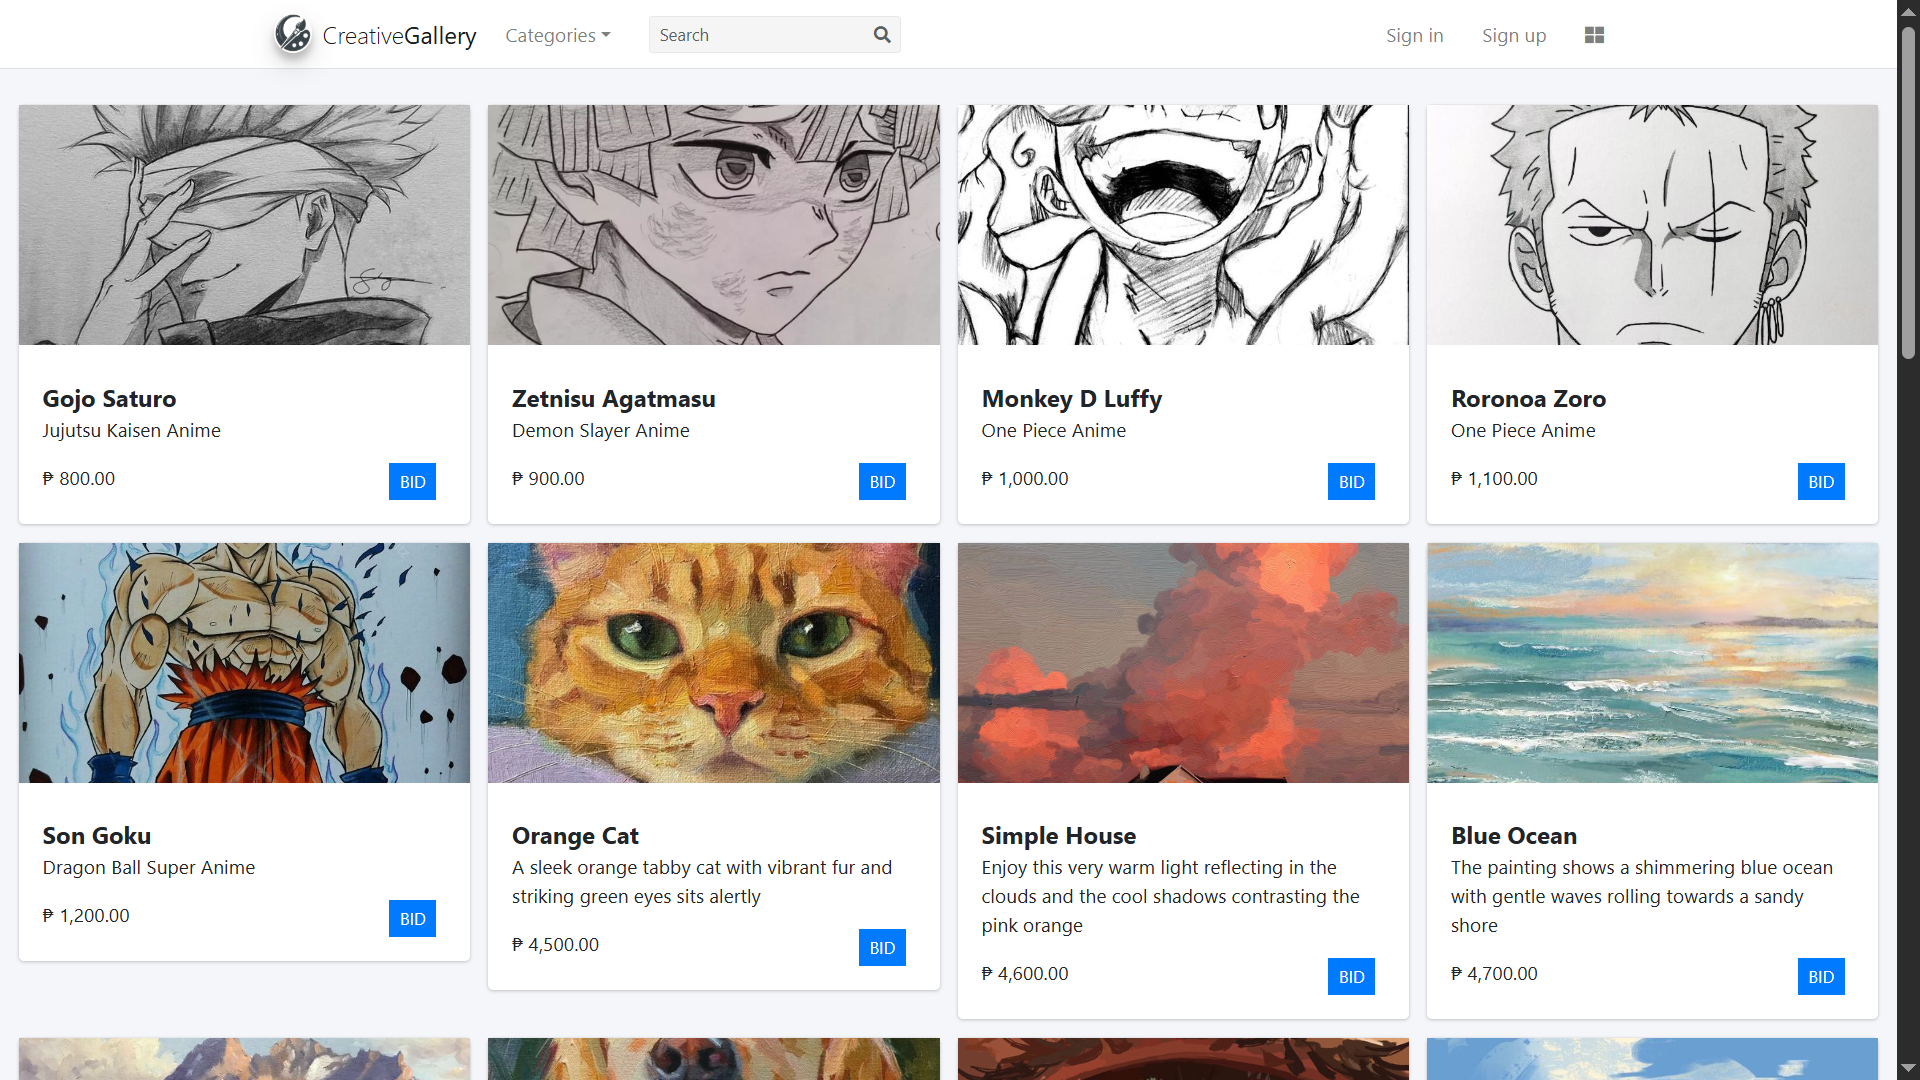 CreativeGallery
Categories
Search
Sign in
Sign up
Gojo Saturo
Jujutsu Kaisen Anime
₱ 800.00
BID
Zetnisu Agatmasu
Demon Slayer Anime
₱ 900.00
BID
Monkey D Luffy
One Piece Anime
₱ 1,000.00
BID
Roronoa Zoro
One Piece Anime
₱ 1,100.00
BID
Son Goku
Dragon Ball Super Anime
₱ 1,200.00
BID
Orange Cat
A sleek orange tabby cat with vibrant fur and
striking green eyes sits alertly
₱ 4,500.00
BID
Simple House
Enjoy this very warm light reflecting in the
clouds and the cool shadows contrasting the
pink orange
₱ 4,600.00
BID
Blue Ocean
The painting shows a shimmering blue ocean
with gentle waves rolling towards a sandy
shore
₱ 4,700.00
BID